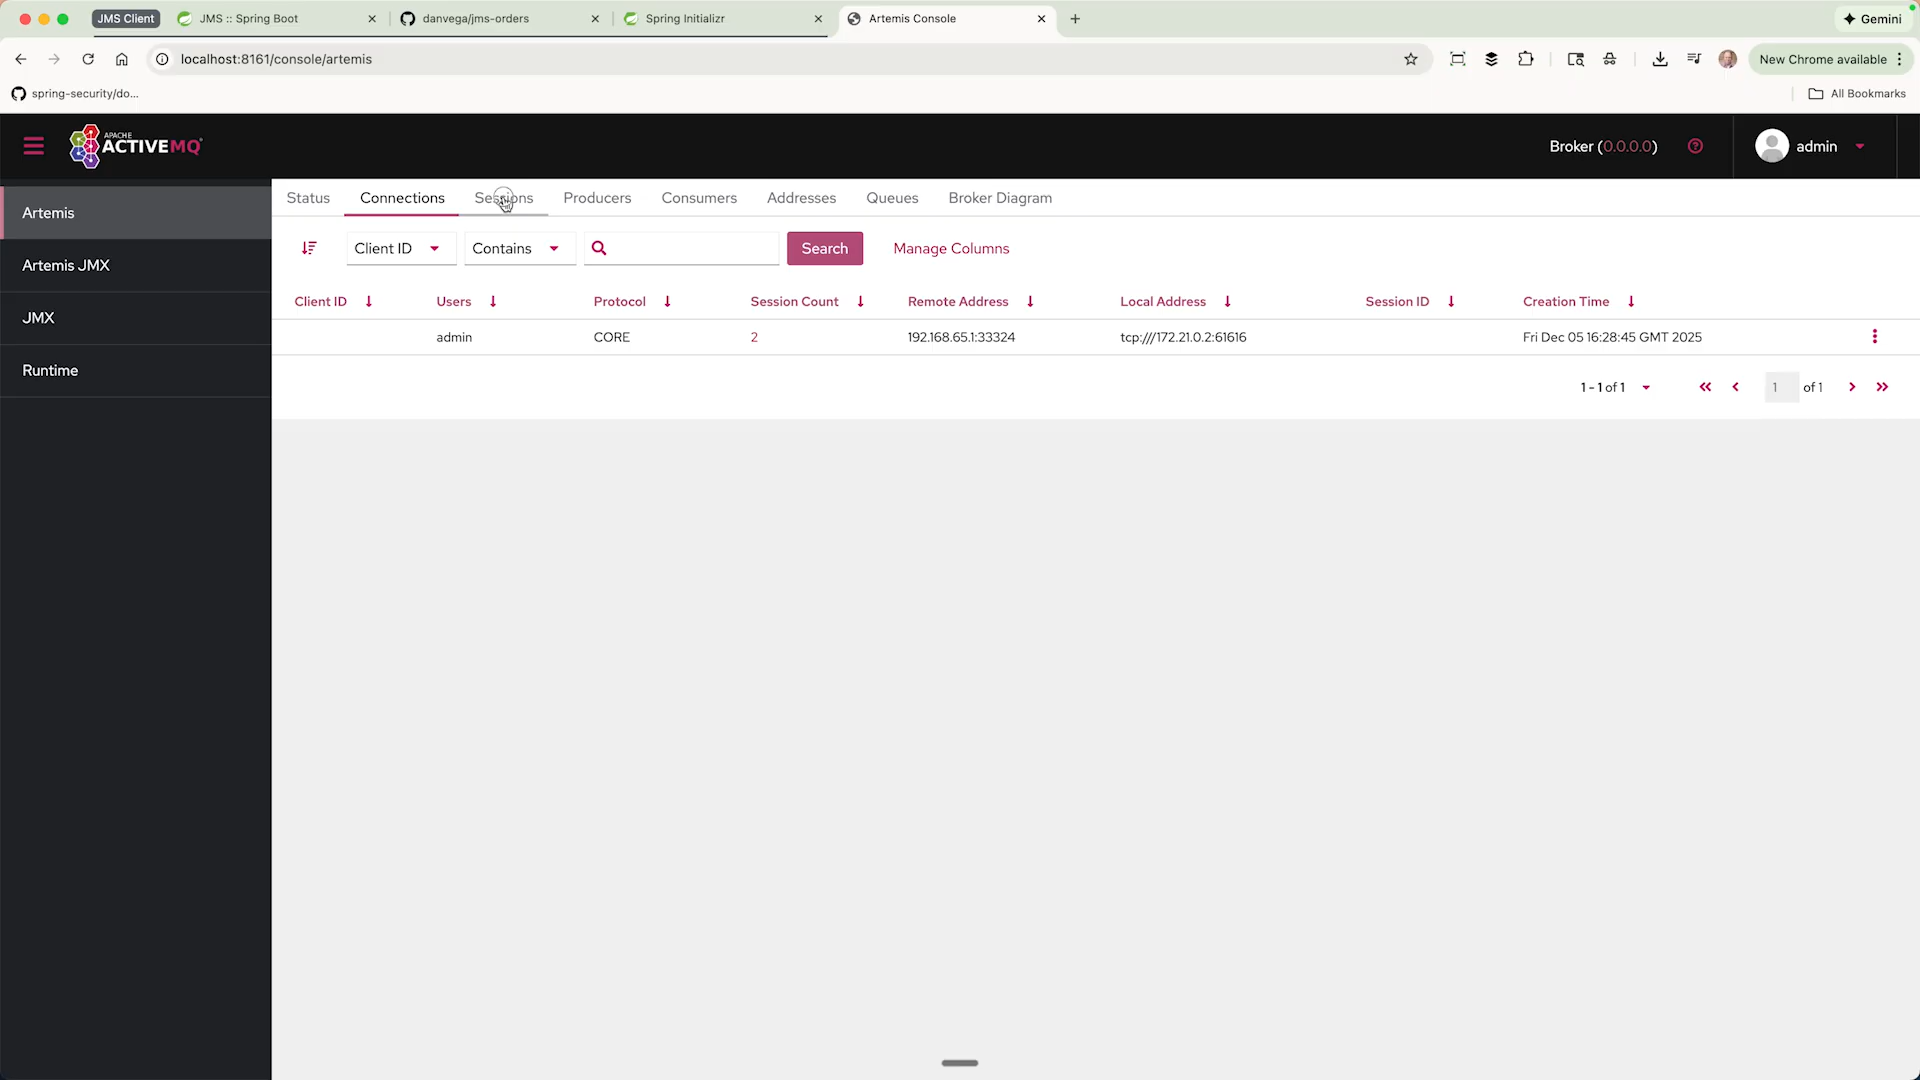 JMS Client
JMS :: Spring Boot
danvega/jms-orders
Spring Initializr
Artemis Console
Gemini
localhost:8161/console/artemis
New Chrome available
spring-security/do...
All Bookmarks
APACHE
ACTIVEMQ
Broker (0.0.0.0)
admin
Artemis
Artemis JMX
JMX
Runtime
Status
Connections
Sessions
Producers
Consumers
Addresses
Queues
Broker Diagram
Client ID
Contains
Search
Manage Columns
Client ID
Users
Protocol
Session Count
Remote Address
Local Address
Session ID
Creation Time
admin
CORE
2
192.168.65.1:33324
tcp:///172.21.0.2:61616
Fri Dec 05 16:28:45 GMT 2025
1 - 1 of 1
1
of 1